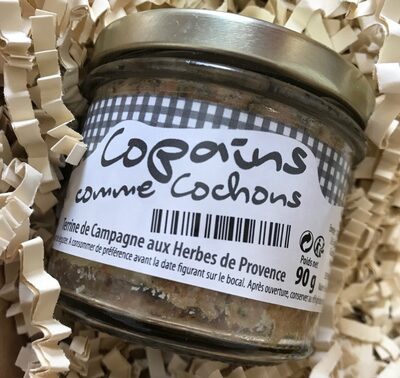 Copains
comme Cochons
Terrine de Campagne aux Herbes de Provence
Poids net
90 g
A consommer de préférence avant la date figurant sur le bocal. Après ouverture, conserver